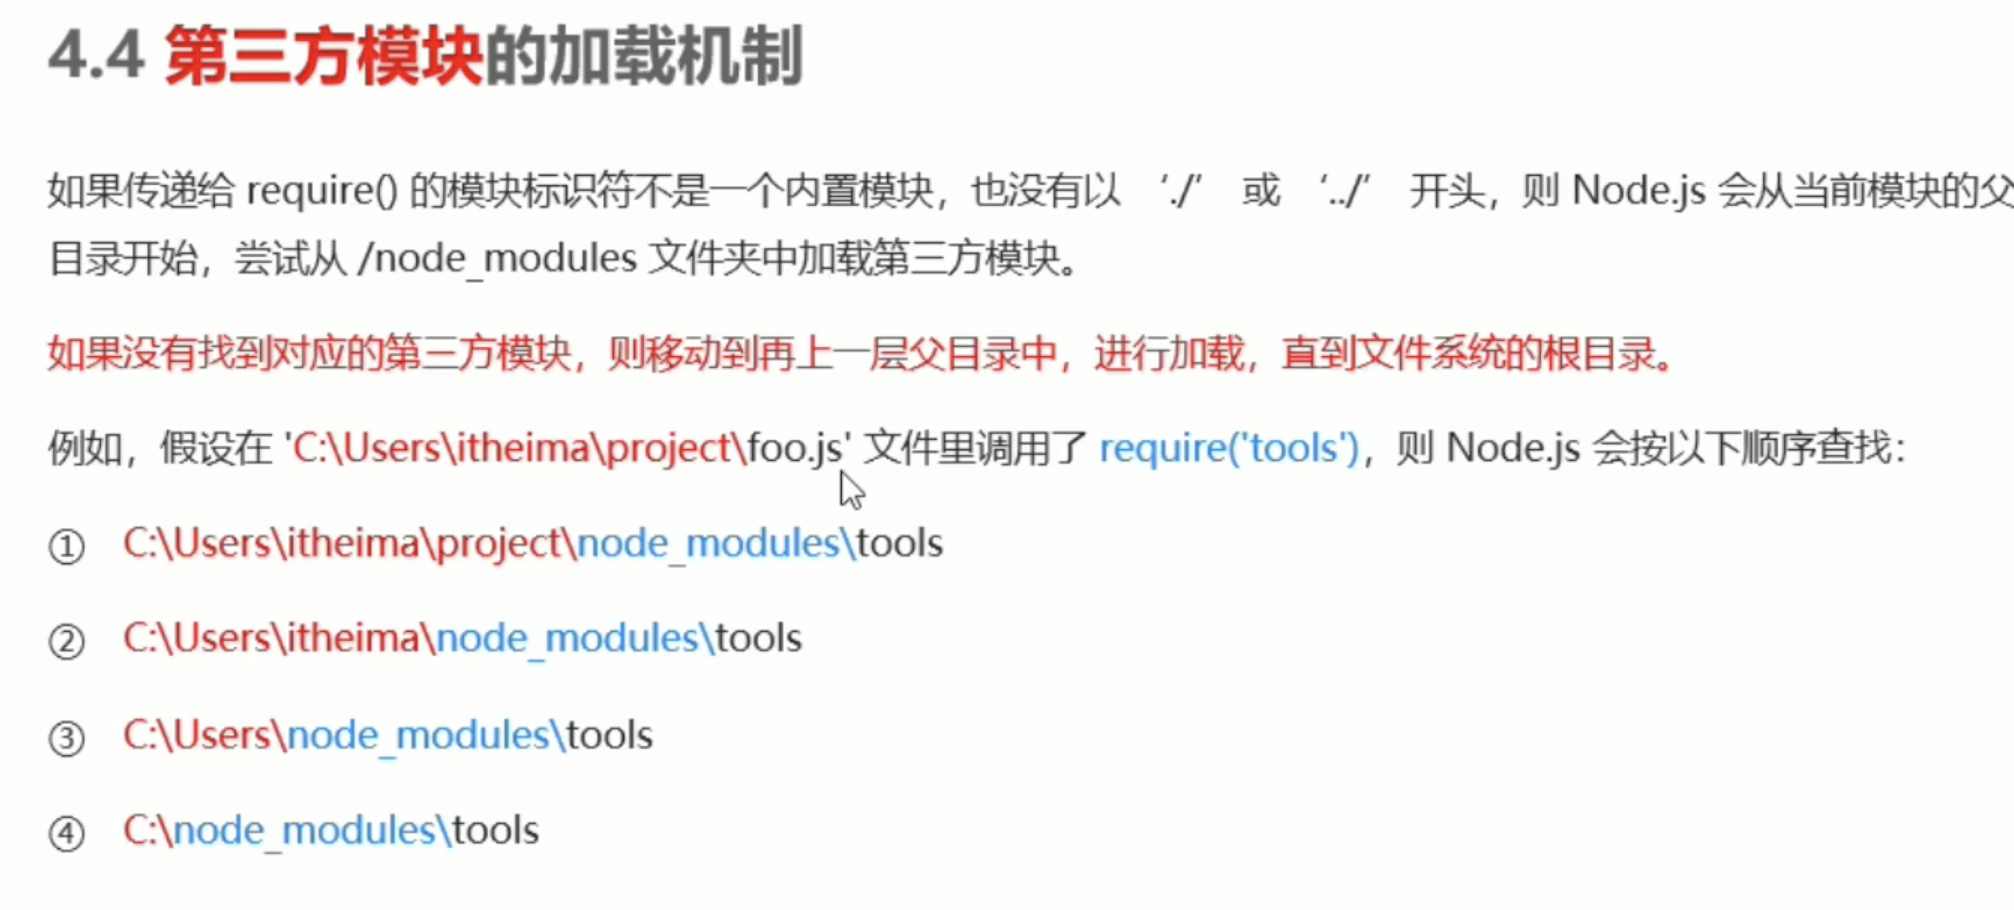 4.4 第三方模块的加载机制
如果传递给 require() 的模块标识符不是一个内置模块，也没有以 ‘./’ 或 ‘../’ 开头，则 Node.js 会从当前模块的父
目录开始，尝试从 /node_modules 文件夹中加载第三方模块。
如果没有找到对应的第三方模块，则移动到再上一层父目录中，进行加载，直到文件系统的根目录。
例如，假设在 'C:\Users\itheima\project\foo.js' 文件里调用了 require('tools')，则 Node.js 会按以下顺序查找：
① C:\Users\itheima\project\node_modules\tools
② C:\Users\itheima\node_modules\tools
③ C:\Users\node_modules\tools
④ C:\node_modules\tools